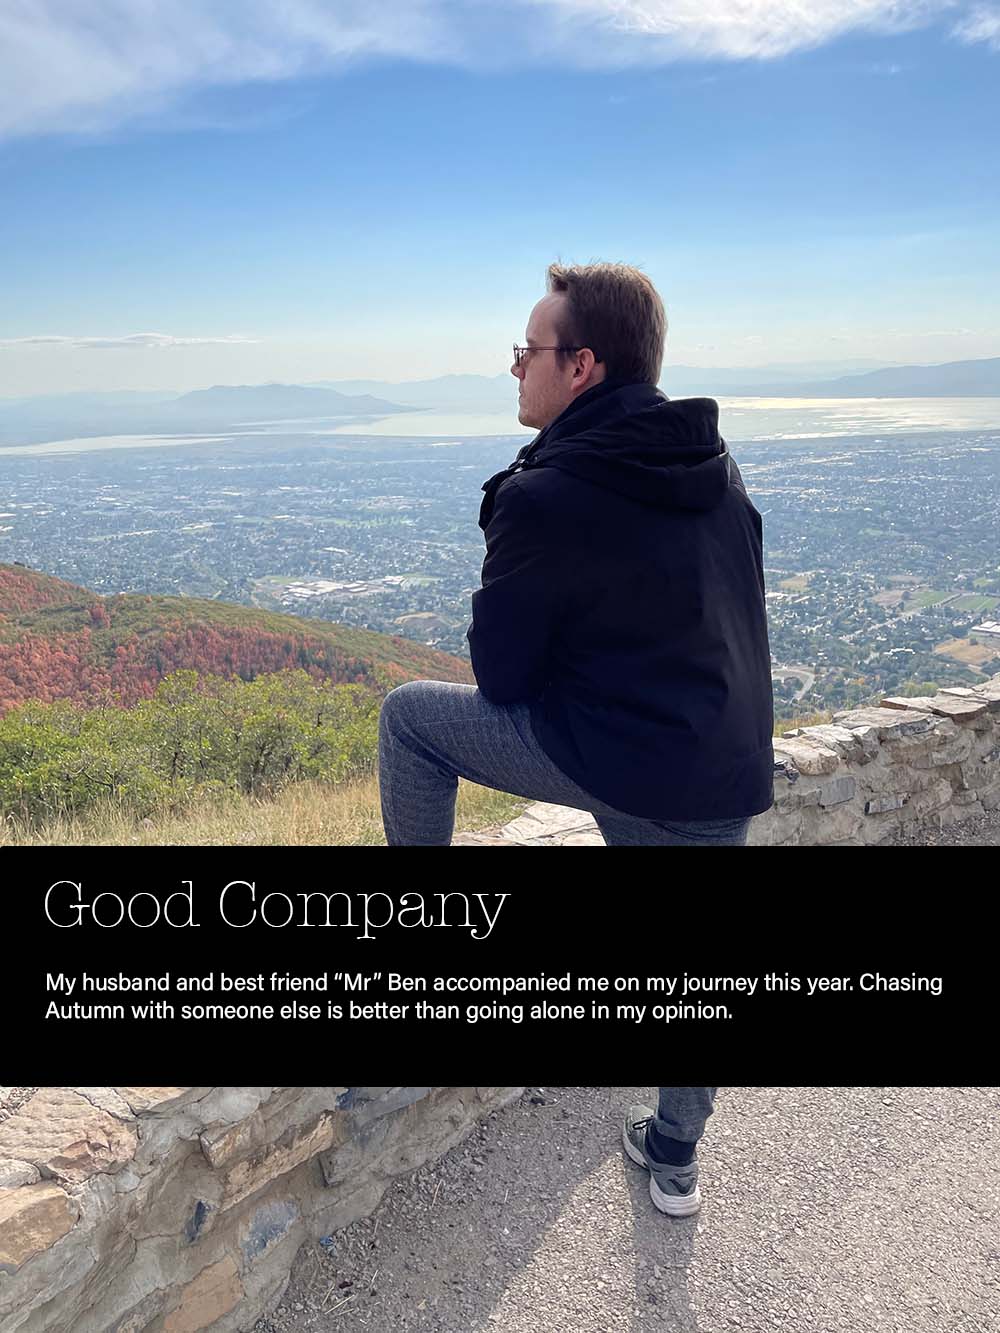 Good Company
My husband and best friend “Mr” Ben accompanied me on my journey this year. Chasing
Autumn with someone else is better than going alone in my opinion.